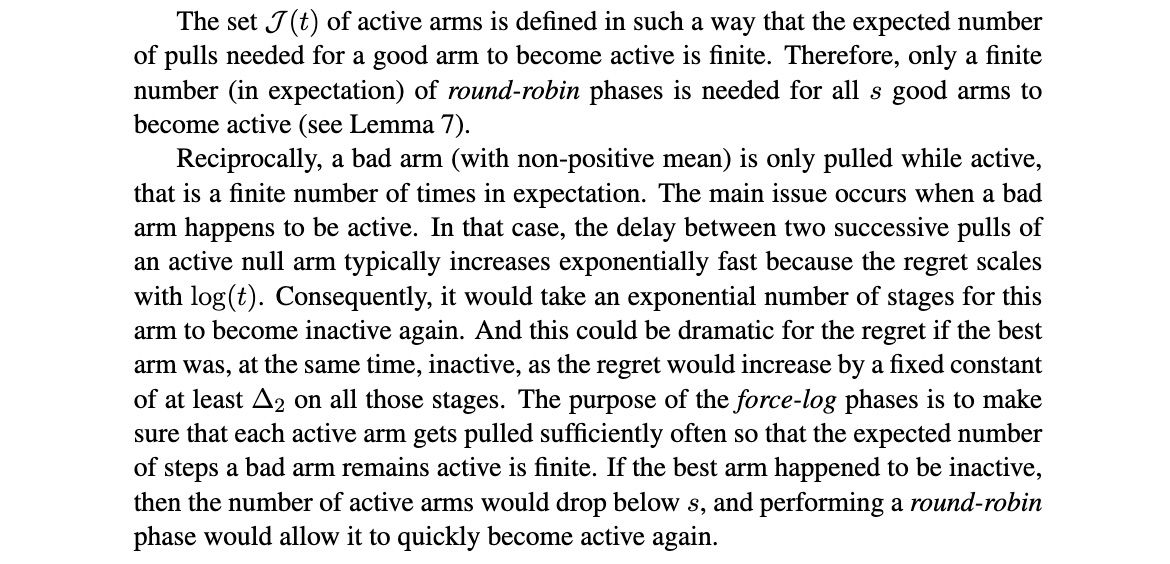 The set 𝒥(t) of active arms is defined in such a way that the expected number
of pulls needed for a good arm to become active is finite. Therefore, only a finite
number (in expectation) of round-robin phases is needed for all s good arms to
become active (see Lemma 7).
Reciprocally, a bad arm (with non-positive mean) is only pulled while active,
that is a finite number of times in expectation. The main issue occurs when a bad
arm happens to be active. In that case, the delay between two successive pulls of
an active null arm typically increases exponentially fast because the regret scales
with log(t). Consequently, it would take an exponential number of stages for this
arm to become inactive again. And this could be dramatic for the regret if the best
arm was, at the same time, inactive, as the regret would increase by a fixed constant
of at least Δ₂ on all those stages. The purpose of the force-log phases is to make
sure that each active arm gets pulled sufficiently often so that the expected number
of steps a bad arm remains active is finite. If the best arm happened to be inactive,
then the number of active arms would drop below s, and performing a round-robin
phase would allow it to quickly become active again.